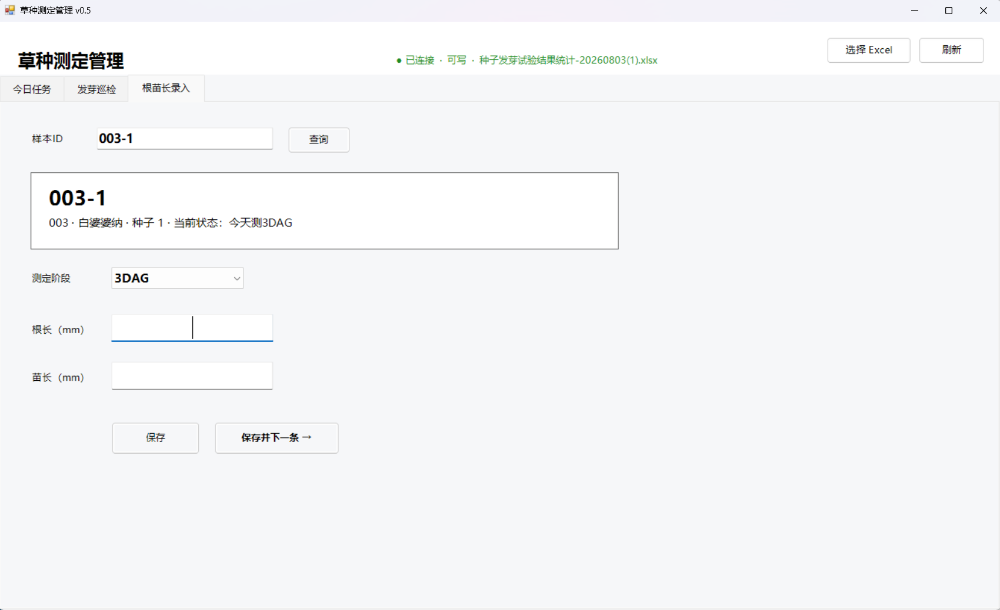 草种测定管理 v0.5
草种测定管理
● 已连接 · 可写 · 种子发芽试验结果统计-20260803(1).xlsx
选择 Excel
刷新
今日任务
发芽巡检
根苗长录入
样本ID
003-1
查询
003-1
003 · 白婆婆纳 · 种子 1 · 当前状态：今天测3DAG
测定阶段
3DAG
根长（mm）
苗长（mm）
保存
保存并下一条 →